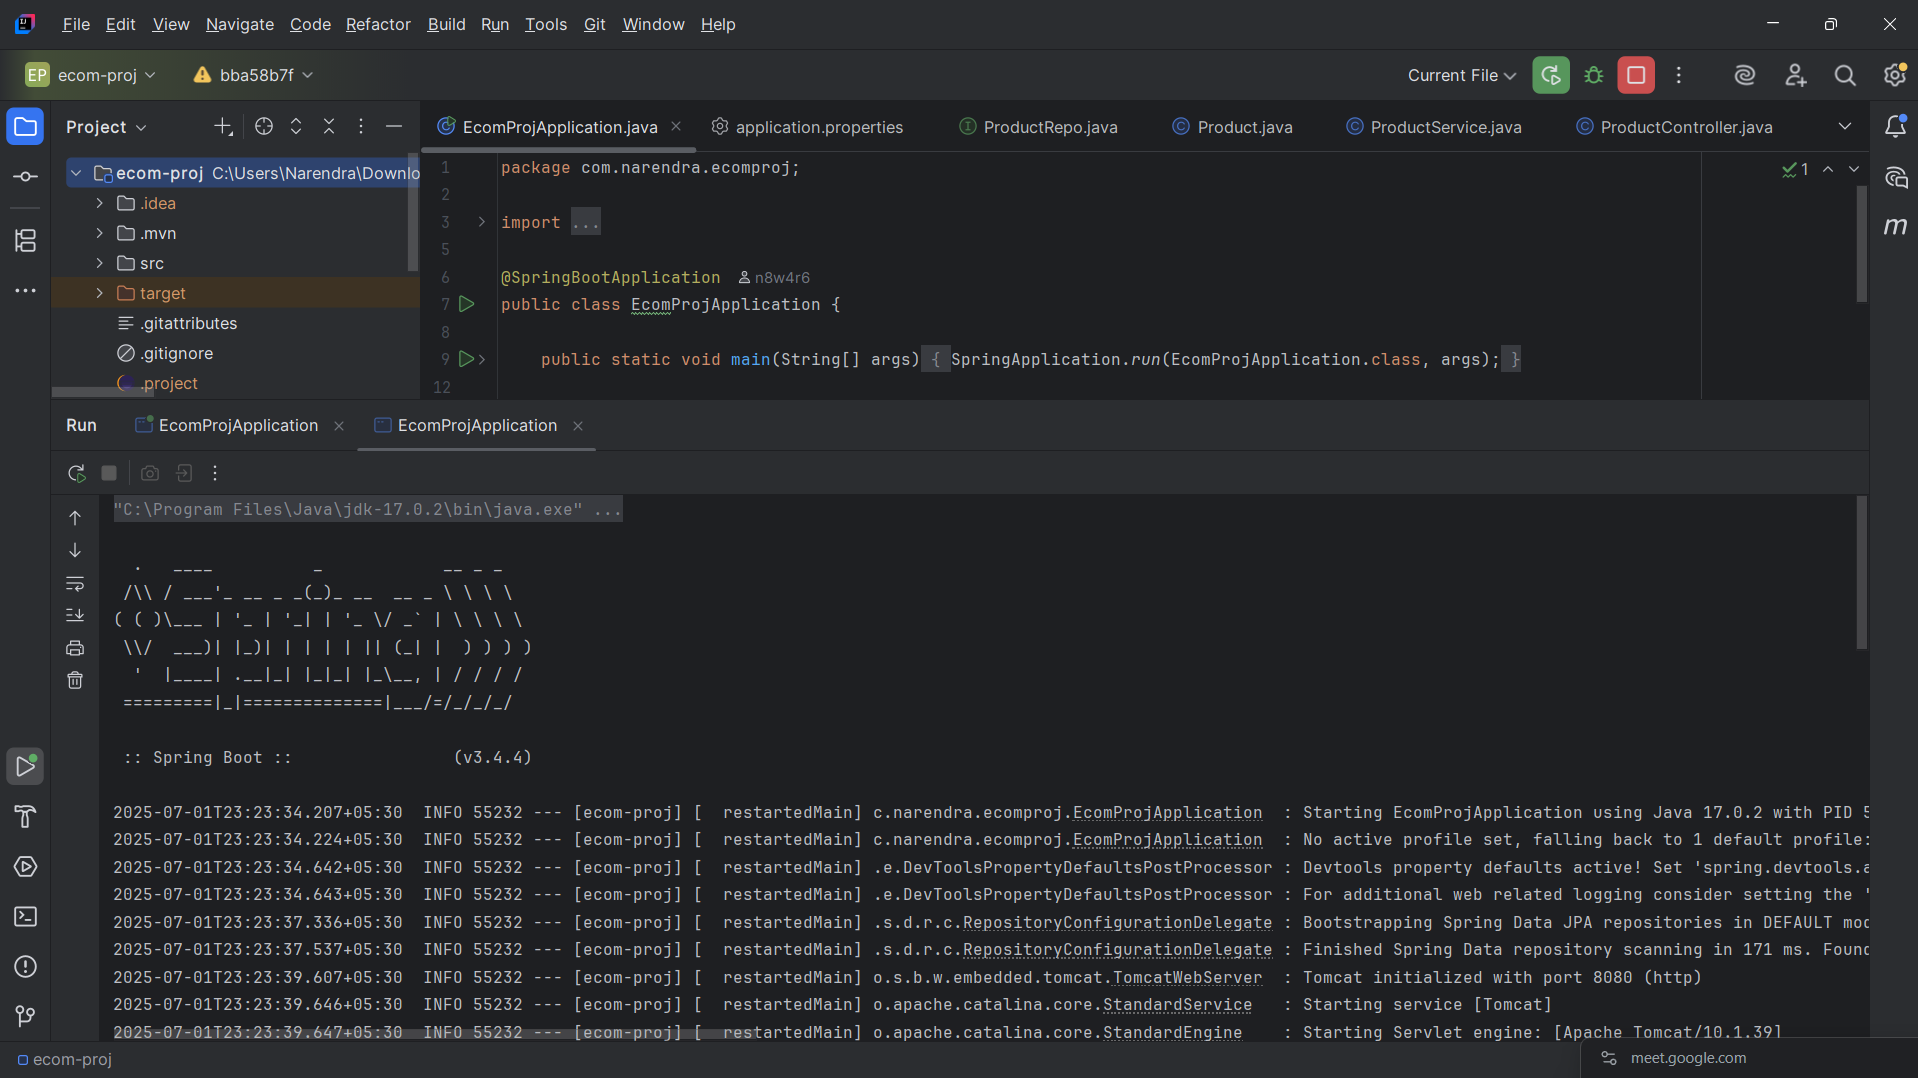 File Edit View Navigate Code Refactor Build Run Tools Git Window Help
EP ecom-proj bba58b7f Current File
Project
EcomProjApplication.java application.properties ProductRepo.java Product.java ProductService.java ProductController.java
ecom-proj C:\Users\Narendra\Downlo
.idea
.mvn
src
target
.gitattributes
.gitignore
.project
1 package com.narendra.ecomproj;
2
3 import ...
5
6 @SpringBootApplication n8w4r6
7 public class EcomProjApplication {
8
9 public static void main(String[] args) { SpringApplication.run(EcomProjApplication.class, args); }
12
1
m
Run EcomProjApplication EcomProjApplication
"C:\Program Files\Java\jdk-17.0.2\bin\java.exe" ...
  .   ____          _            __ _ _
 /\\ / ___'_ __ _ _(_)_ __  __ _ \ \ \ \
( ( )\___ | '_ | '_| | '_ \/ _` | \ \ \ \
 \\/  ___)| |_)| | | | | || (_| |  ) ) ) )
  '  |____| .__|_| |_|_| |_\__, | / / / /
 =========|_|==============|___/=/_/_/_/
:: Spring Boot :: (v3.4.4)
2025-07-01T23:23:34.207+05:30 INFO 55232 --- [ecom-proj] [ restartedMain] c.narendra.ecomproj.EcomProjApplication : Starting EcomProjApplication using Java 17.0.2 with PID 5
2025-07-01T23:23:34.224+05:30 INFO 55232 --- [ecom-proj] [ restartedMain] c.narendra.ecomproj.EcomProjApplication : No active profile set, falling back to 1 default profile:
2025-07-01T23:23:34.642+05:30 INFO 55232 --- [ecom-proj] [ restartedMain] .e.DevToolsPropertyDefaultsPostProcessor : Devtools property defaults active! Set 'spring.devtools.a
2025-07-01T23:23:34.643+05:30 INFO 55232 --- [ecom-proj] [ restartedMain] .e.DevToolsPropertyDefaultsPostProcessor : For additional web related logging consider setting the '
2025-07-01T23:23:37.336+05:30 INFO 55232 --- [ecom-proj] [ restartedMain] .s.d.r.c.RepositoryConfigurationDelegate : Bootstrapping Spring Data JPA repositories in DEFAULT mod
2025-07-01T23:23:37.537+05:30 INFO 55232 --- [ecom-proj] [ restartedMain] .s.d.r.c.RepositoryConfigurationDelegate : Finished Spring Data repository scanning in 171 ms. Found
2025-07-01T23:23:39.607+05:30 INFO 55232 --- [ecom-proj] [ restartedMain] o.s.b.w.embedded.tomcat.TomcatWebServer : Tomcat initialized with port 8080 (http)
2025-07-01T23:23:39.646+05:30 INFO 55232 --- [ecom-proj] [ restartedMain] o.apache.catalina.core.StandardService : Starting service [Tomcat]
2025-07-01T23:23:39.647+05:30 INFO 55232 --- [ecom-proj] [ restartedMain] o.apache.catalina.core.StandardEngine : Starting Servlet engine: [Apache Tomcat/10.1.39]
ecom-proj
meet.google.com